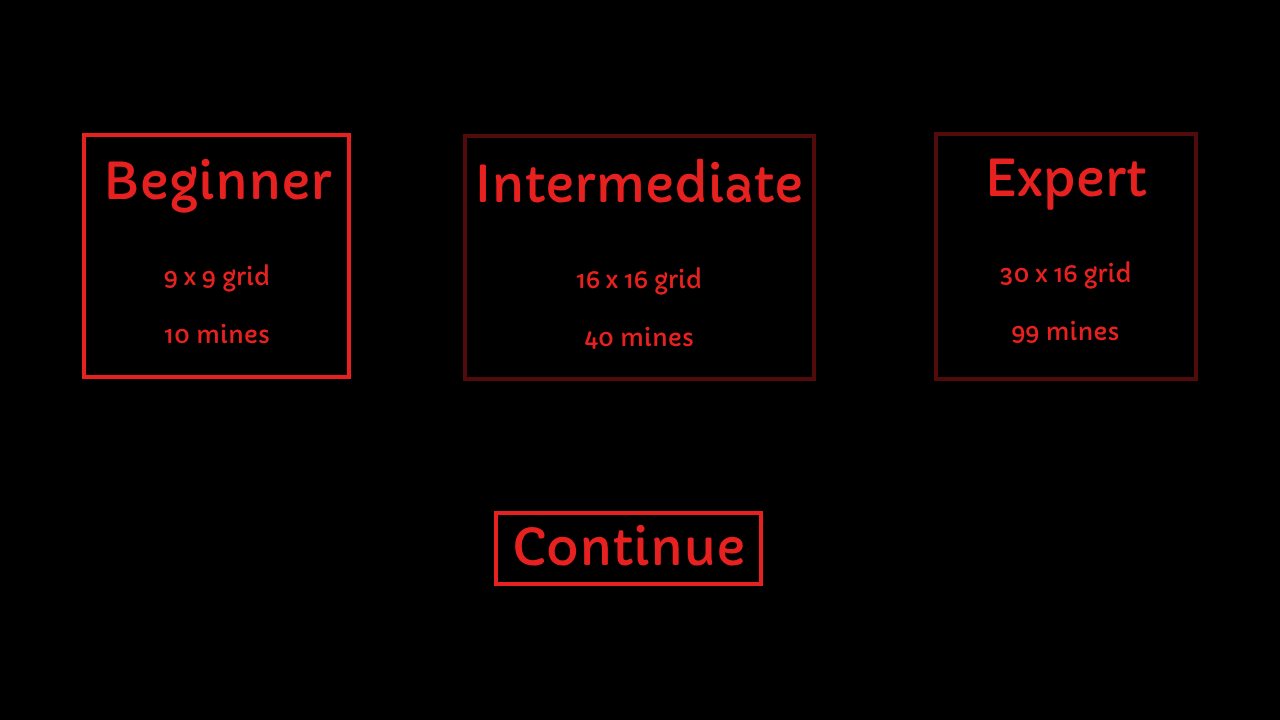 Beginner
9 x 9 grid
10 mines
Intermediate
16 x 16 grid
40 mines
Expert
30 x 16 grid
99 mines
Continue